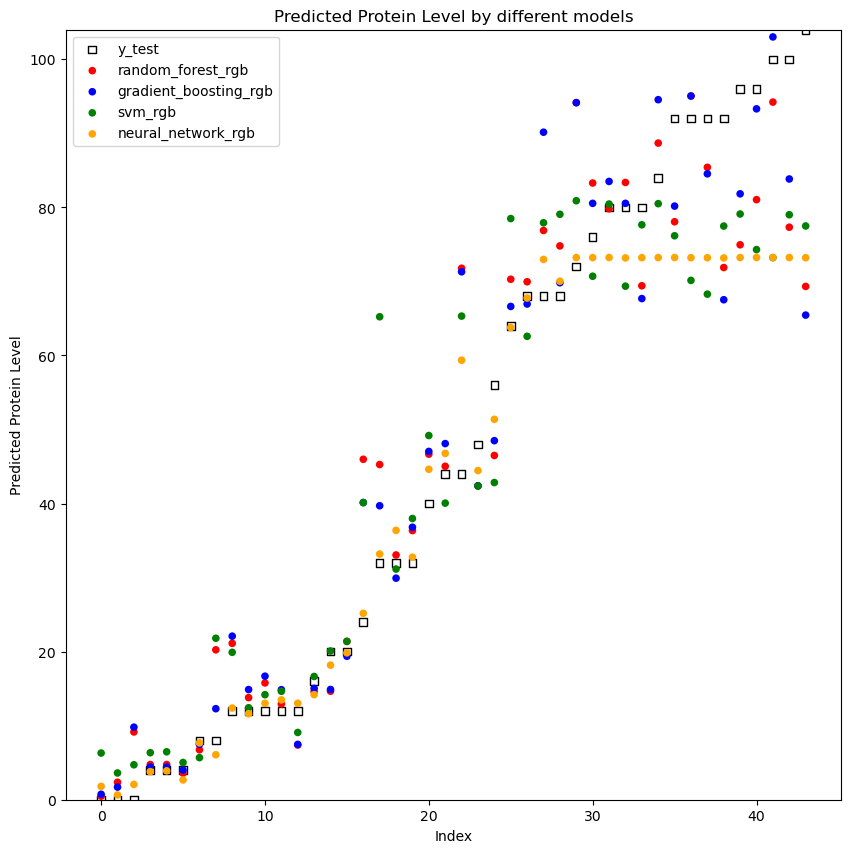 Predicted Protein Level by different models
y_test
random_forest_rgb
gradient_boosting_rgb
svm_rgb
neural_network_rgb
100
80
60
40
20
0
Predicted Protein Level
0 10 20 30 40
Index